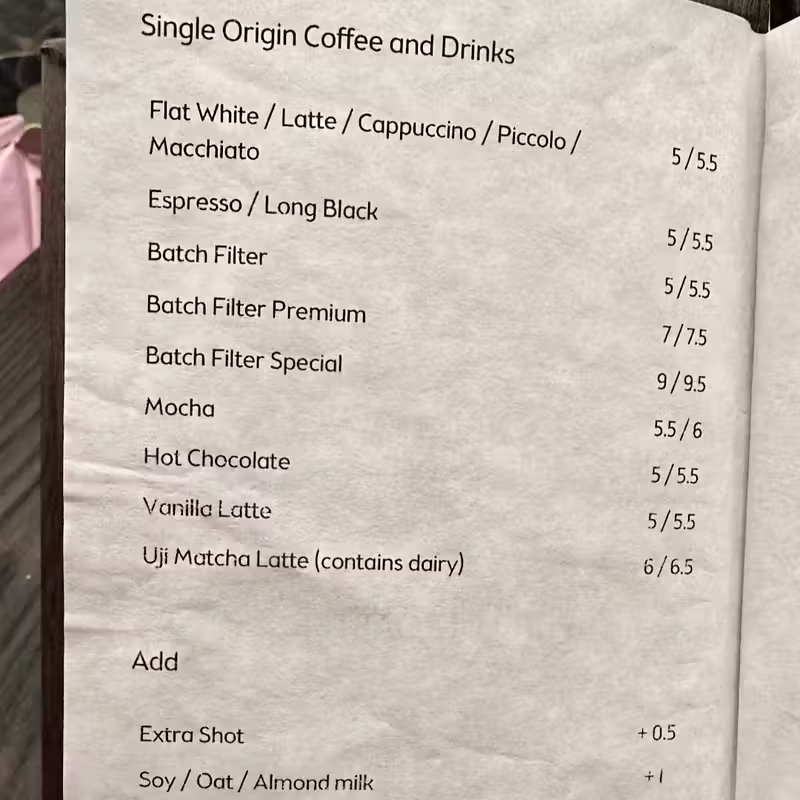 Single Origin Coffee and Drinks
Flat White / Latte / Cappuccino / Piccolo /
Macchiato 5 / 5.5
Espresso / Long Black 5 / 5.5
Batch Filter 5 / 5.5
Batch Filter Premium 7 / 7.5
Batch Filter Special 9 / 9.5
Mocha 5.5 / 6
Hot Chocolate 5 / 5.5
Vanilla Latte 5 / 5.5
Uji Matcha Latte (contains dairy) 6 / 6.5
Add
Extra Shot + 0.5
Soy / Oat / Almond milk + 1